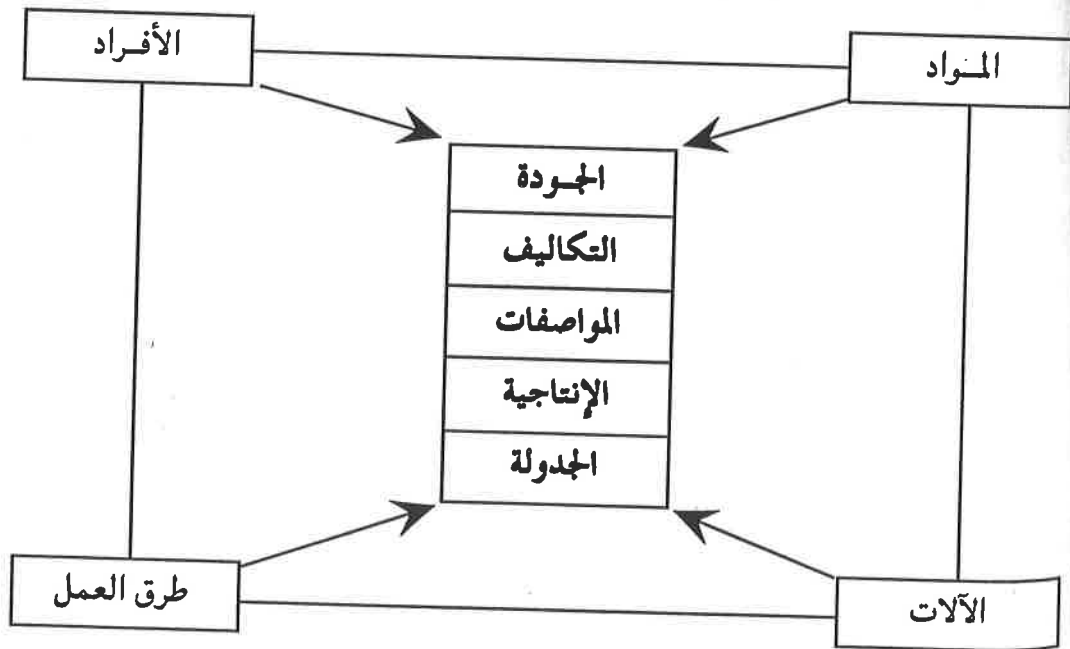 المواد
الأفراد
الجودة
التكاليف
المواصفات
الإنتاجية
الجدولة
الآلات
طرق العمل